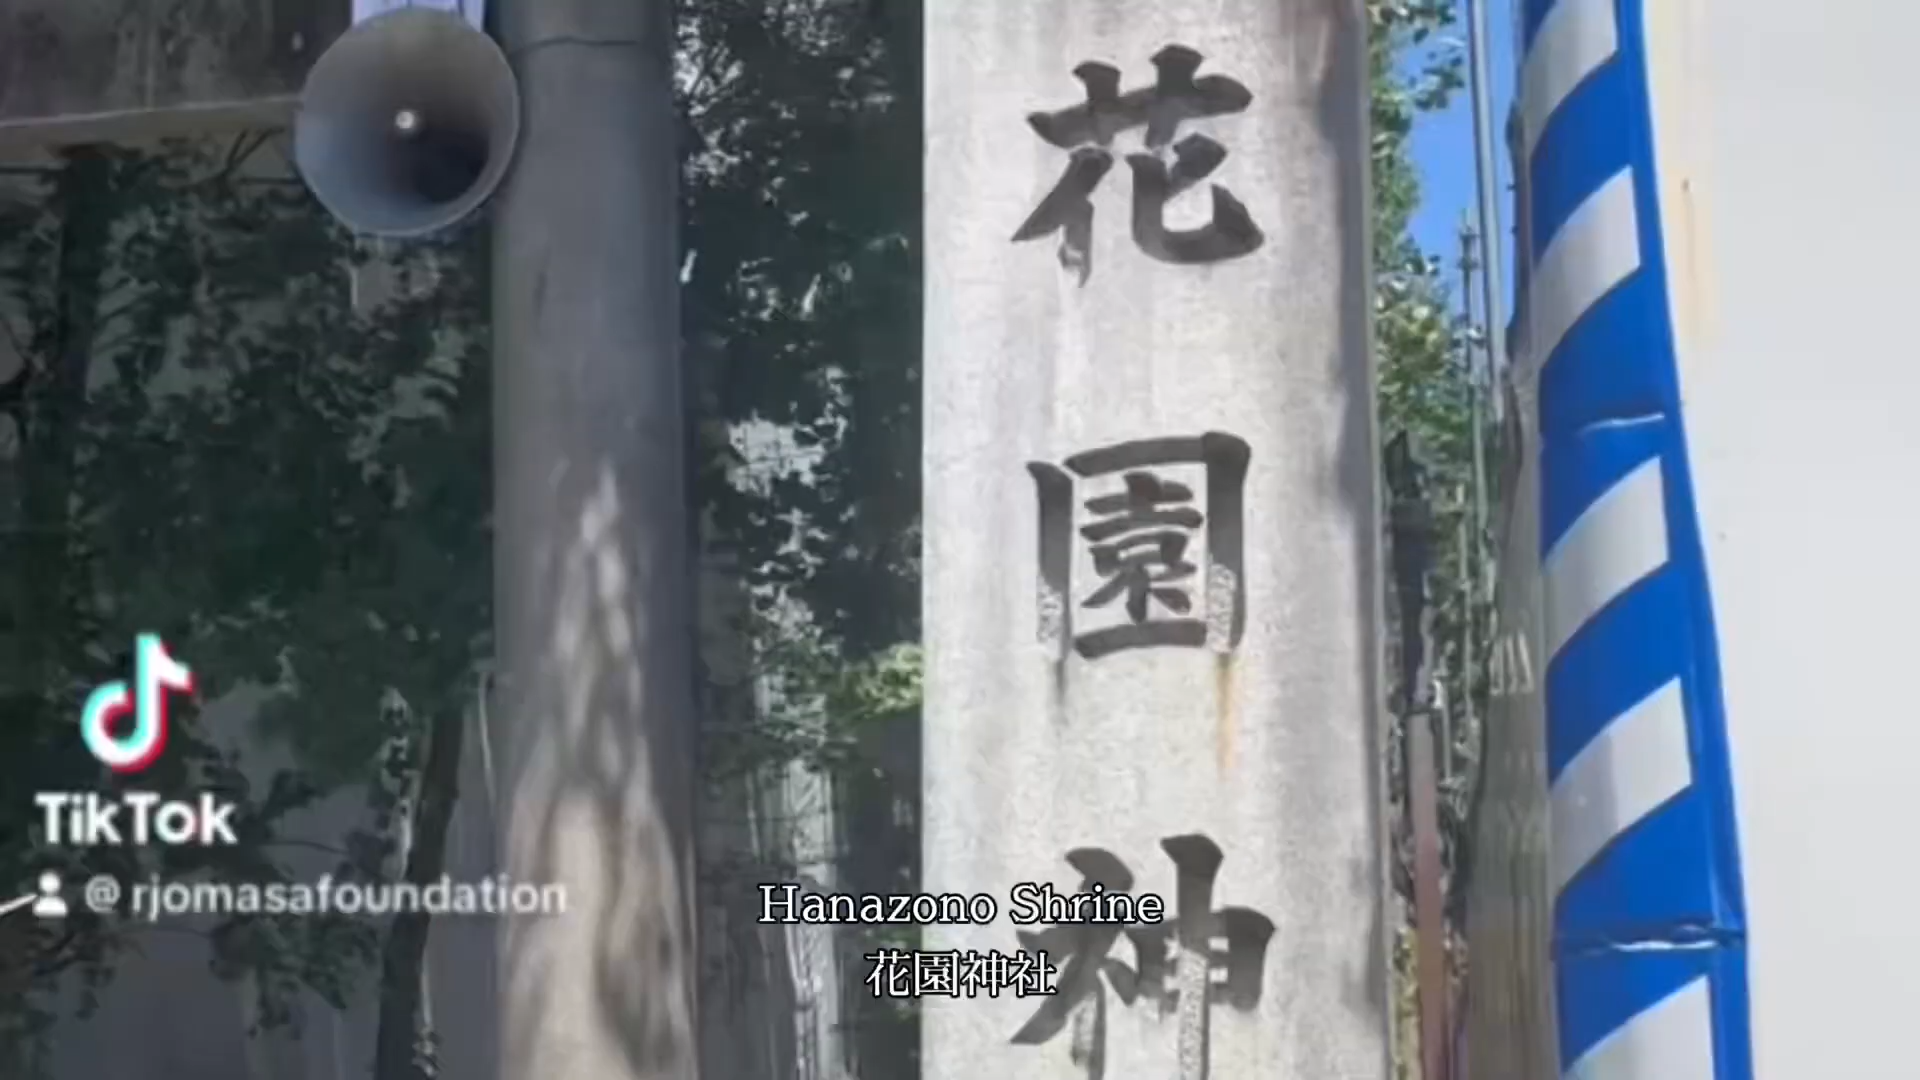 花
園
神
TikTok
@rjomasafoundation
Hanazono Shrine
花園神社